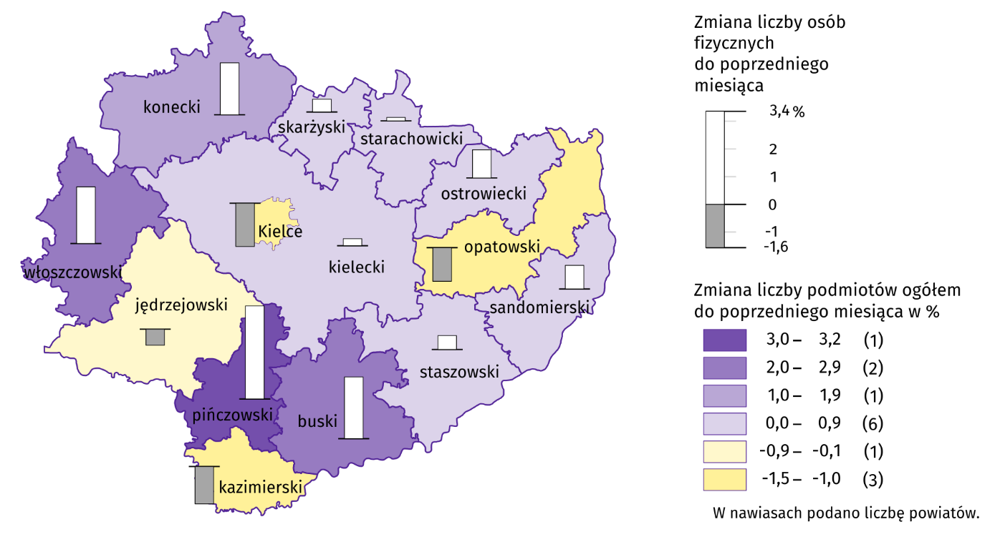 konecki
skarżyski
starachowicki
ostrowiecki
Kielce
kielecki
opatowski
włoszczowski
jędrzejowski
sandomierski
staszowski
pińczowski
buski
kazimierski
Zmiana liczby osób
fizycznych
do poprzedniego
miesiąca
3,4 %
2
1
0
-1
-1,6
Zmiana liczby podmiotów ogółem
do poprzedniego miesiąca w %
3,0 – 3,2 (1)
2,0 – 2,9 (2)
1,0 – 1,9 (1)
0,0 – 0,9 (6)
-0,9 – -0,1 (1)
-1,5 – -1,0 (3)
W nawiasach podano liczbę powiatów.